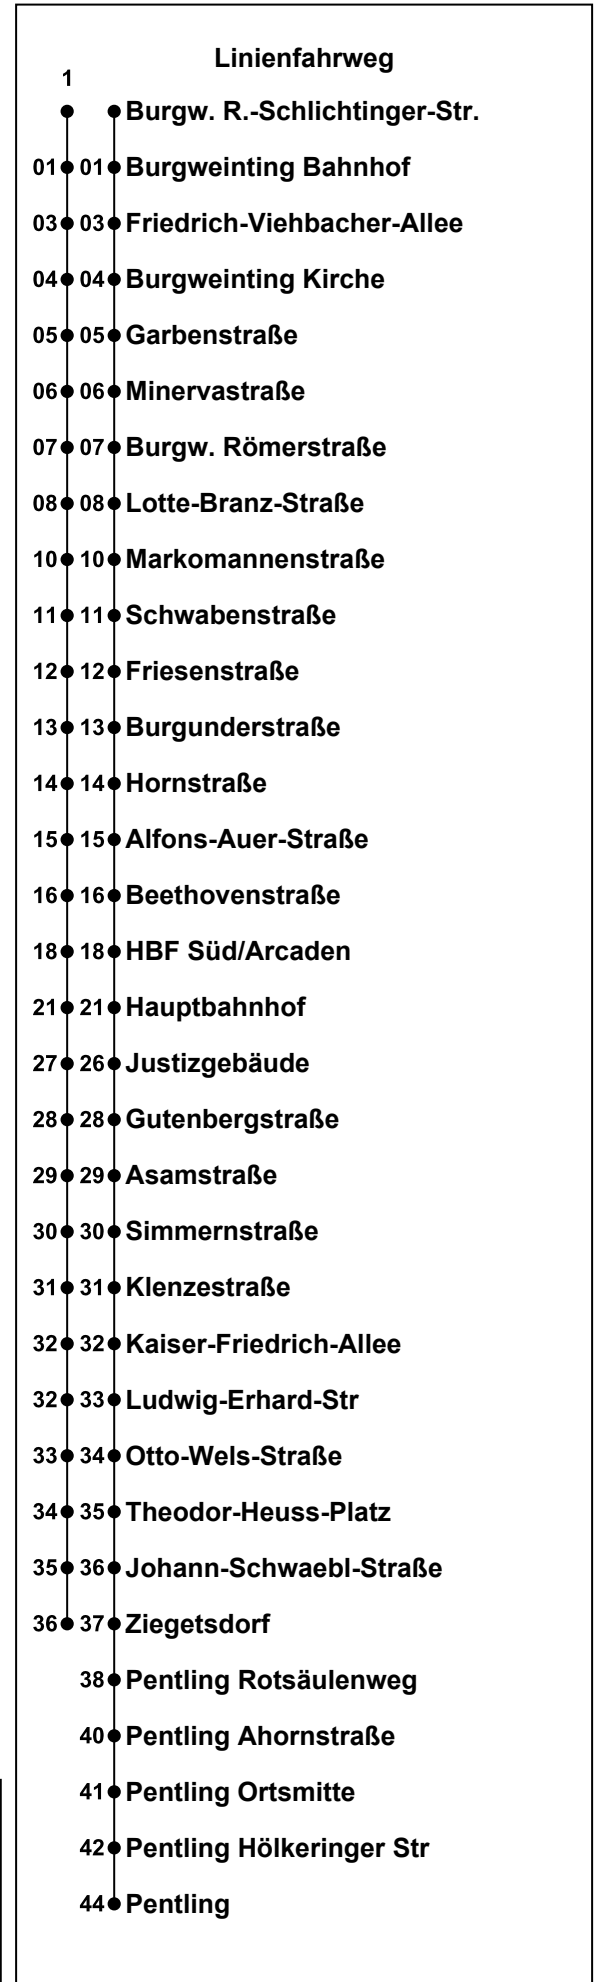 Linienfahrweg
1
Burgw. R.-Schlichtinger-Str.
01 01 Burgweinting Bahnhof
03 03 Friedrich-Viehbacher-Allee
04 04 Burgweinting Kirche
05 05 Garbenstraße
06 06 Minervastraße
07 07 Burgw. Römerstraße
08 08 Lotte-Branz-Straße
10 10 Markomannenstraße
11 11 Schwabenstraße
12 12 Friesenstraße
13 13 Burgunderstraße
14 14 Hornstraße
15 15 Alfons-Auer-Straße
16 16 Beethovenstraße
18 18 HBF Süd/Arcaden
21 21 Hauptbahnhof
27 26 Justizgebäude
28 28 Gutenbergstraße
29 29 Asamstraße
30 30 Simmernstraße
31 31 Klenzestraße
32 32 Kaiser-Friedrich-Allee
32 33 Ludwig-Erhard-Str
33 34 Otto-Wels-Straße
34 35 Theodor-Heuss-Platz
35 36 Johann-Schwaebl-Straße
36 37 Ziegetsdorf
38 Pentling Rotsäulenweg
40 Pentling Ahornstraße
41 Pentling Ortsmitte
42 Pentling Hölkeringer Str
44 Pentling